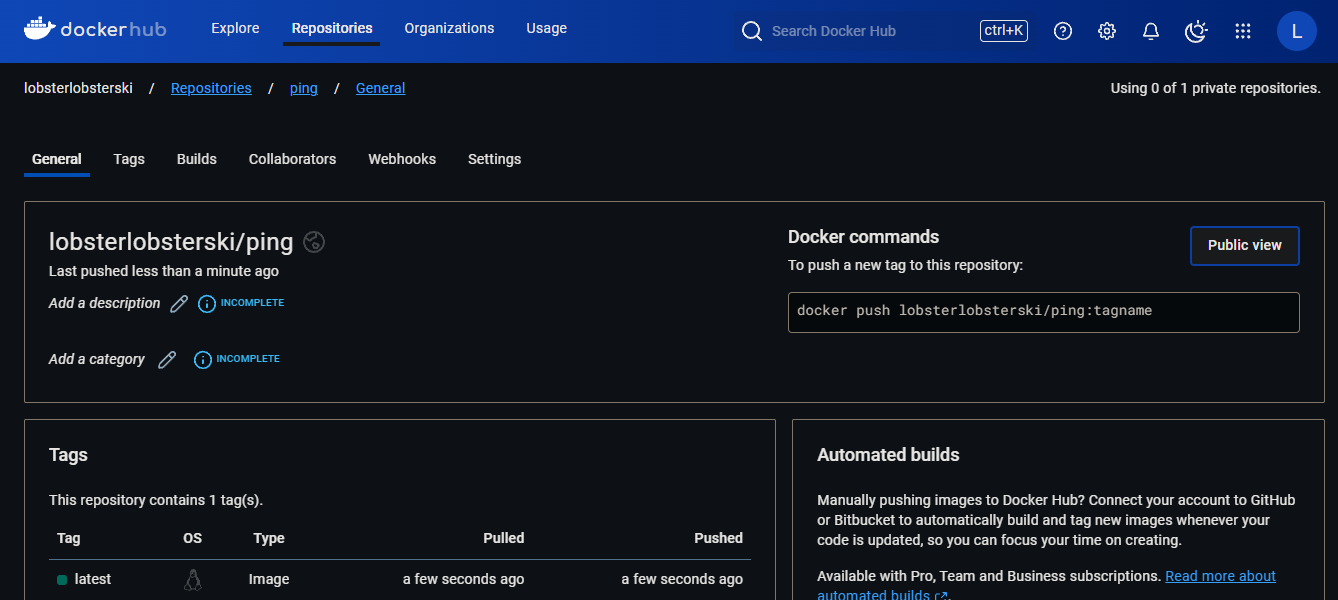 dockerhub Explore Repositories Organizations Usage Search Docker Hub ctrl+K L
lobsterlobsterski / Repositories / ping / General Using 0 of 1 private repositories.
General Tags Builds Collaborators Webhooks Settings
lobsterlobsterski/ping
Last pushed less than a minute ago
Add a description INCOMPLETE
Add a category INCOMPLETE
Docker commands
Public view
To push a new tag to this repository:
docker push lobsterlobsterski/ping:tagname
Tags
This repository contains 1 tag(s).
Tag OS Type Pulled Pushed
latest Image a few seconds ago a few seconds ago
Automated builds
Manually pushing images to Docker Hub? Connect your account to GitHub
or Bitbucket to automatically build and tag new images whenever your
code is updated, so you can focus your time on creating.
Available with Pro, Team and Business subscriptions. Read more about
automated builds.